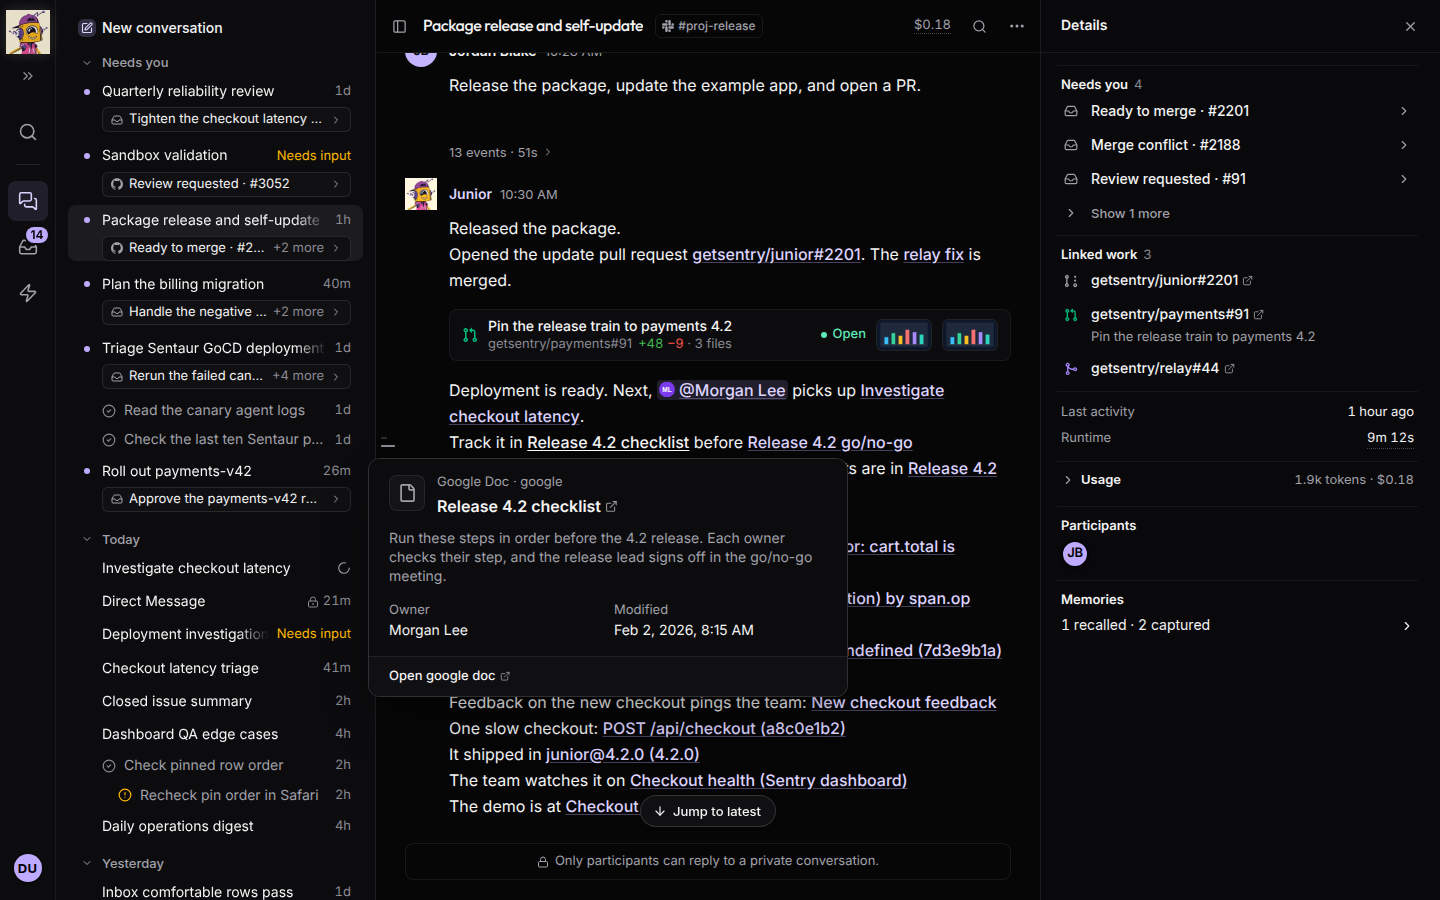 New conversation
Needs you
Quarterly reliability review 1d
Tighten the checkout latency ...
Sandbox validation Needs input
Review requested · #3052
Package release and self-update 1h
Ready to merge · #2... +2 more
Plan the billing migration 40m
Handle the negative ... +2 more
Triage Sentaur GoCD deployment 1d
Rerun the failed can... +4 more
Read the canary agent logs 1d
Check the last ten Sentaur p... 1d
Roll out payments-v42 26m
Approve the payments-v42 r...
Today
Investigate checkout latency
Direct Message 21m
Deployment investigation Needs input
Checkout latency triage 41m
Closed issue summary 2h
Dashboard QA edge cases 4h
Check pinned row order 2h
Recheck pin order in Safari 2h
Daily operations digest 4h
Yesterday
Inbox comfortable rows pass 1d
14
DU
Package release and self-update #proj-release $0.18
Jordan Blake 10:28 AM
Release the package, update the example app, and open a PR.
13 events · 51s
Junior 10:30 AM
Released the package.
Opened the update pull request getsentry/junior#2201. The relay fix is
merged.
Pin the release train to payments 4.2
getsentry/payments#91 +48 −9 · 3 files
Open
Deployment is ready. Next, ML @Morgan Lee picks up Investigate
checkout latency.
Track it in Release 4.2 checklist before Release 4.2 go/no-go
s are in Release 4.2
Google Doc · google
Release 4.2 checklist
Run these steps in order before the 4.2 release. Each owner
checks their step, and the release lead signs off in the go/no-go
meeting.
Owner Modified
Morgan Lee Feb 2, 2026, 8:15 AM
Open google doc
or: cart.total is
tion) by span.op
ndefined (7d3e9b1a)
Feedback on the new checkout pings the team: New checkout feedback
One slow checkout: POST /api/checkout (a8c0e1b2)
It shipped in junior@4.2.0 (4.2.0)
The team watches it on Checkout health (Sentry dashboard)
The demo is at Checkout
Jump to latest
Only participants can reply to a private conversation.
Details
Needs you 4
Ready to merge · #2201
Merge conflict · #2188
Review requested · #91
Show 1 more
Linked work 3
getsentry/junior#2201
getsentry/payments#91
Pin the release train to payments 4.2
getsentry/relay#44
Last activity 1 hour ago
Runtime 9m 12s
Usage 1.9k tokens · $0.18
Participants
JB
Memories
1 recalled · 2 captured